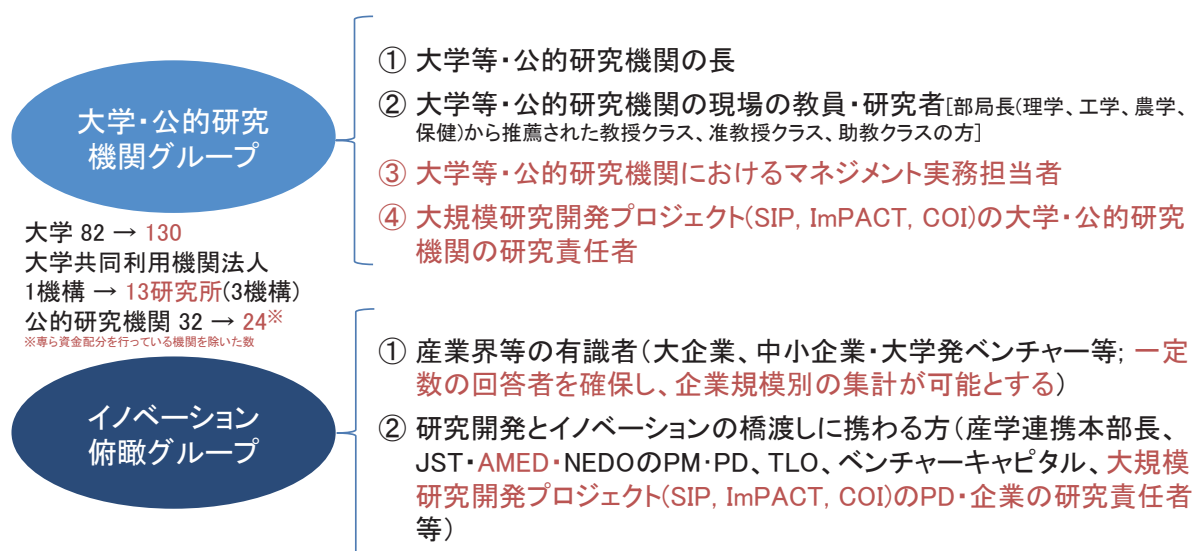 大学・公的研究
機関グループ
① 大学等・公的研究機関の長
② 大学等・公的研究機関の現場の教員・研究者[部局長(理学、工学、農学、
保健)から推薦された教授クラス、准教授クラス、助教クラスの方]
③ 大学等・公的研究機関におけるマネジメント実務担当者
④ 大規模研究開発プロジェクト(SIP, ImPACT, COI)の大学・公的研究
機関の研究責任者
大学 82 → 130
大学共同利用機関法人
1機構 → 13研究所(3機構)
公的研究機関 32 → 24※
※専ら資金配分を行っている機関を除いた数
イノベーション
俯瞰グループ
① 産業界等の有識者（大企業、中小企業・大学発ベンチャー等; 一定
数の回答者を確保し、企業規模別の集計が可能とする）
② 研究開発とイノベーションの橋渡しに携わる方（産学連携本部長、
JST・AMED・NEDOのPM・PD、TLO、ベンチャーキャピタル、大規模
研究開発プロジェクト(SIP, ImPACT, COI)のPD・企業の研究責任者
等）